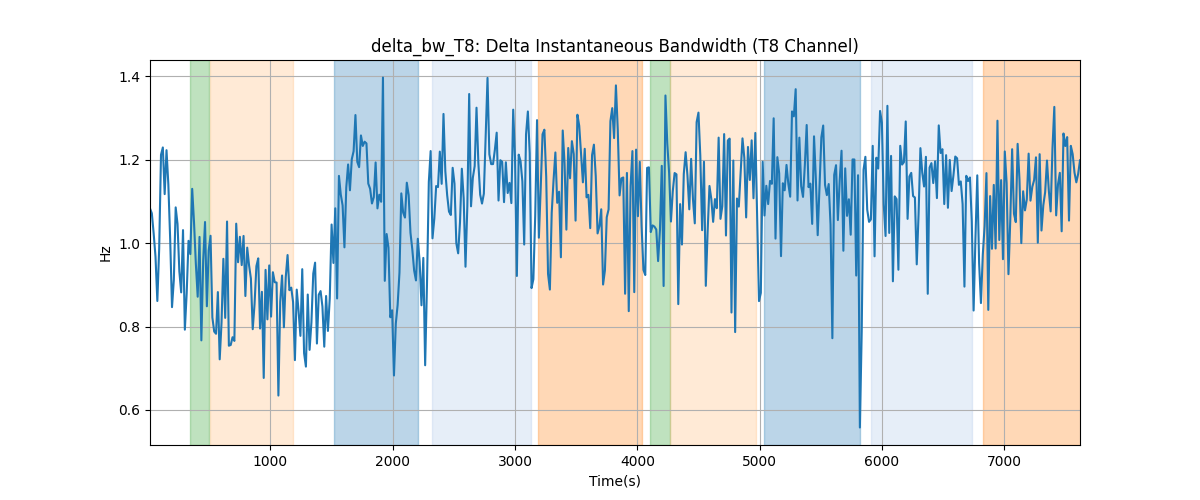 delta_bw_T8: Delta Instantaneous Bandwidth (T8 Channel)
1.4
1.2
1.0
0.8
0.6
Hz
1000 2000 3000 4000 5000 6000 7000
Time(s)